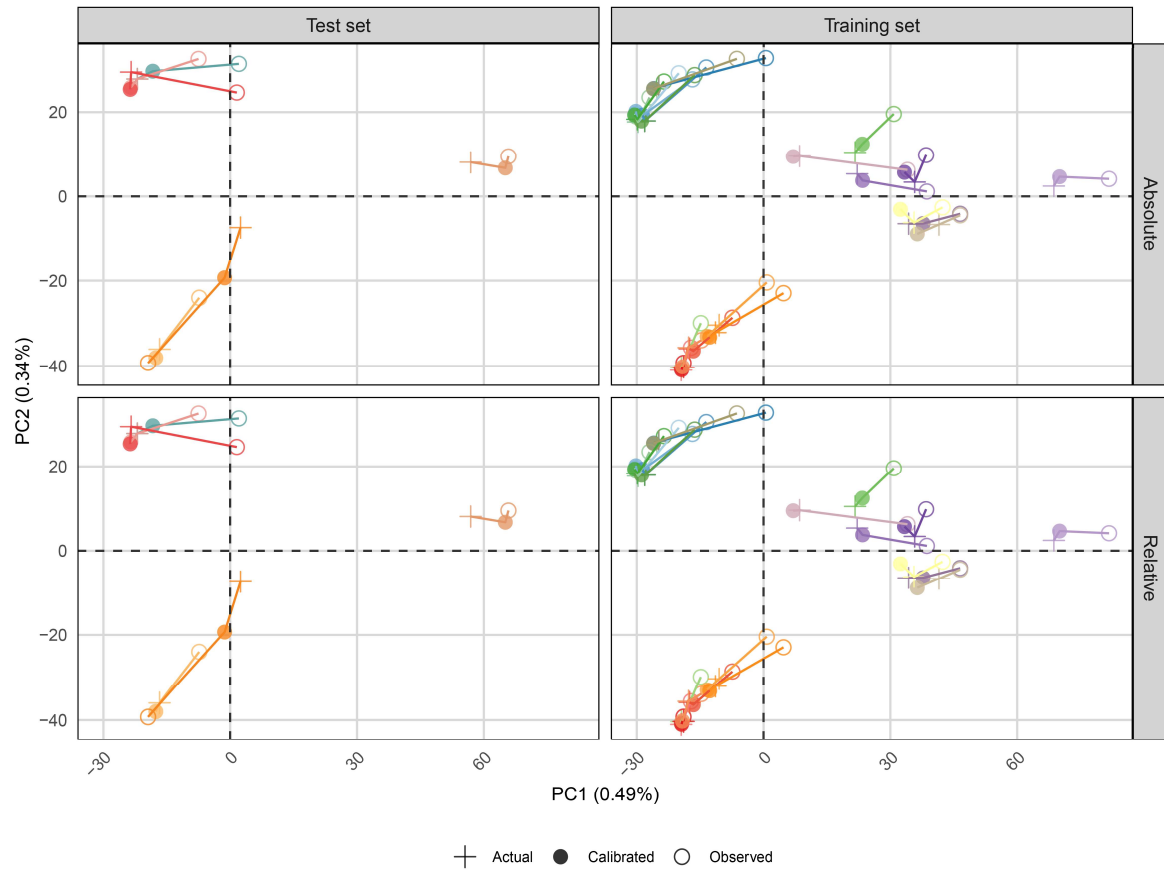 Test set
Training set
20
0
−20
−40
Absolute
20
0
−20
−40
Relative
PC2 (0.34%)
-30
0
30
60
-30
0
30
60
PC1 (0.49%)
Actual
Calibrated
Observed